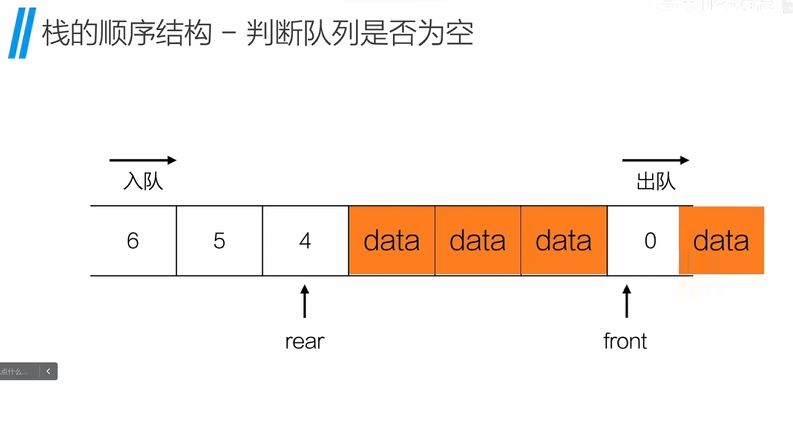 栈的顺序结构 - 判断队列是否为空
入队
出队
6 5 4 data data data 0 data
rear
front
点什么...